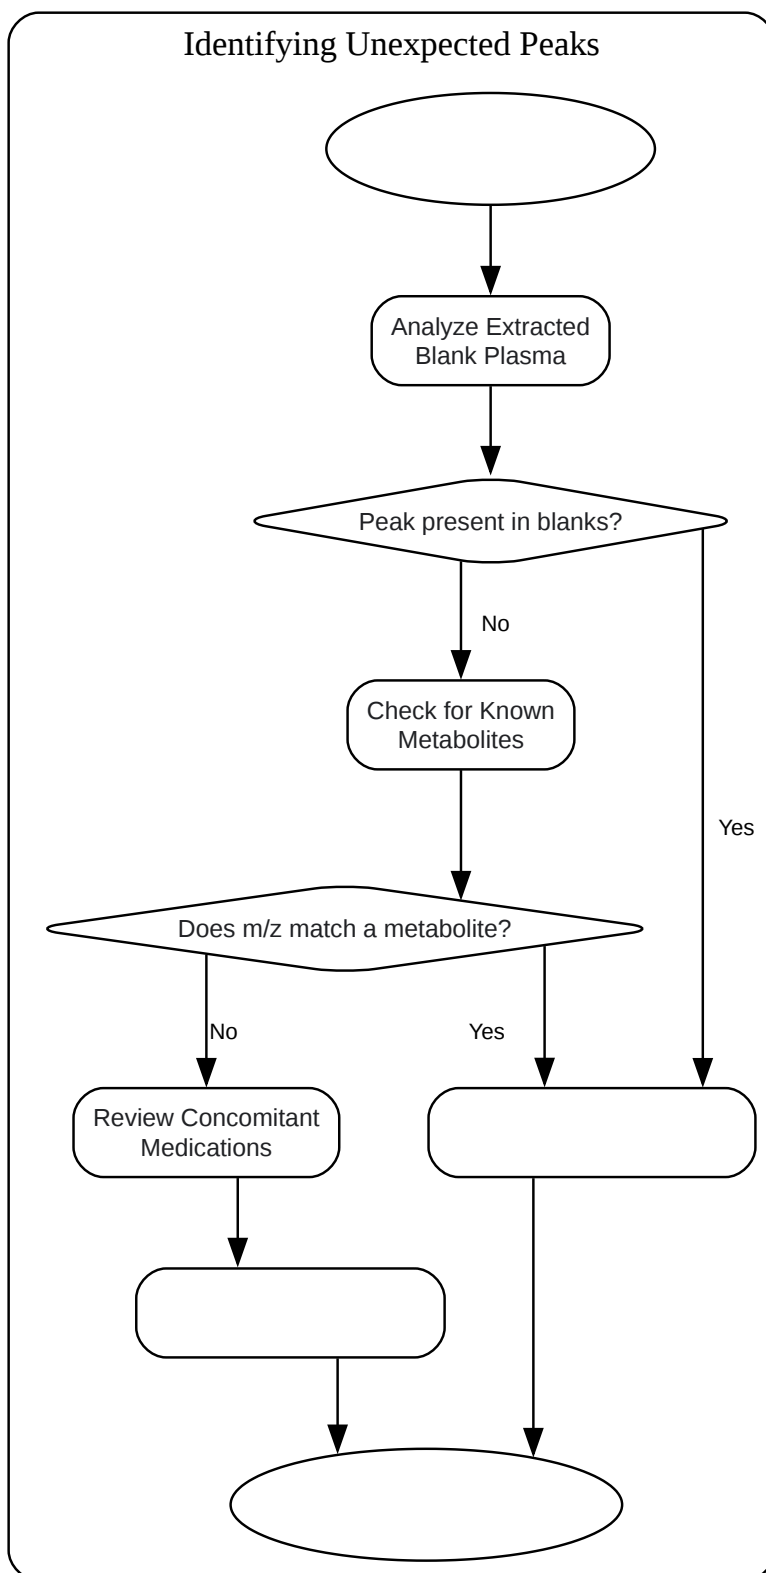 Identifying Unexpected Peaks
Analyze Extracted
Blank Plasma
Peak present in blanks?
No
Check for Known
Metabolites
Yes
Does m/z match a metabolite?
No
Yes
Review Concomitant
Medications